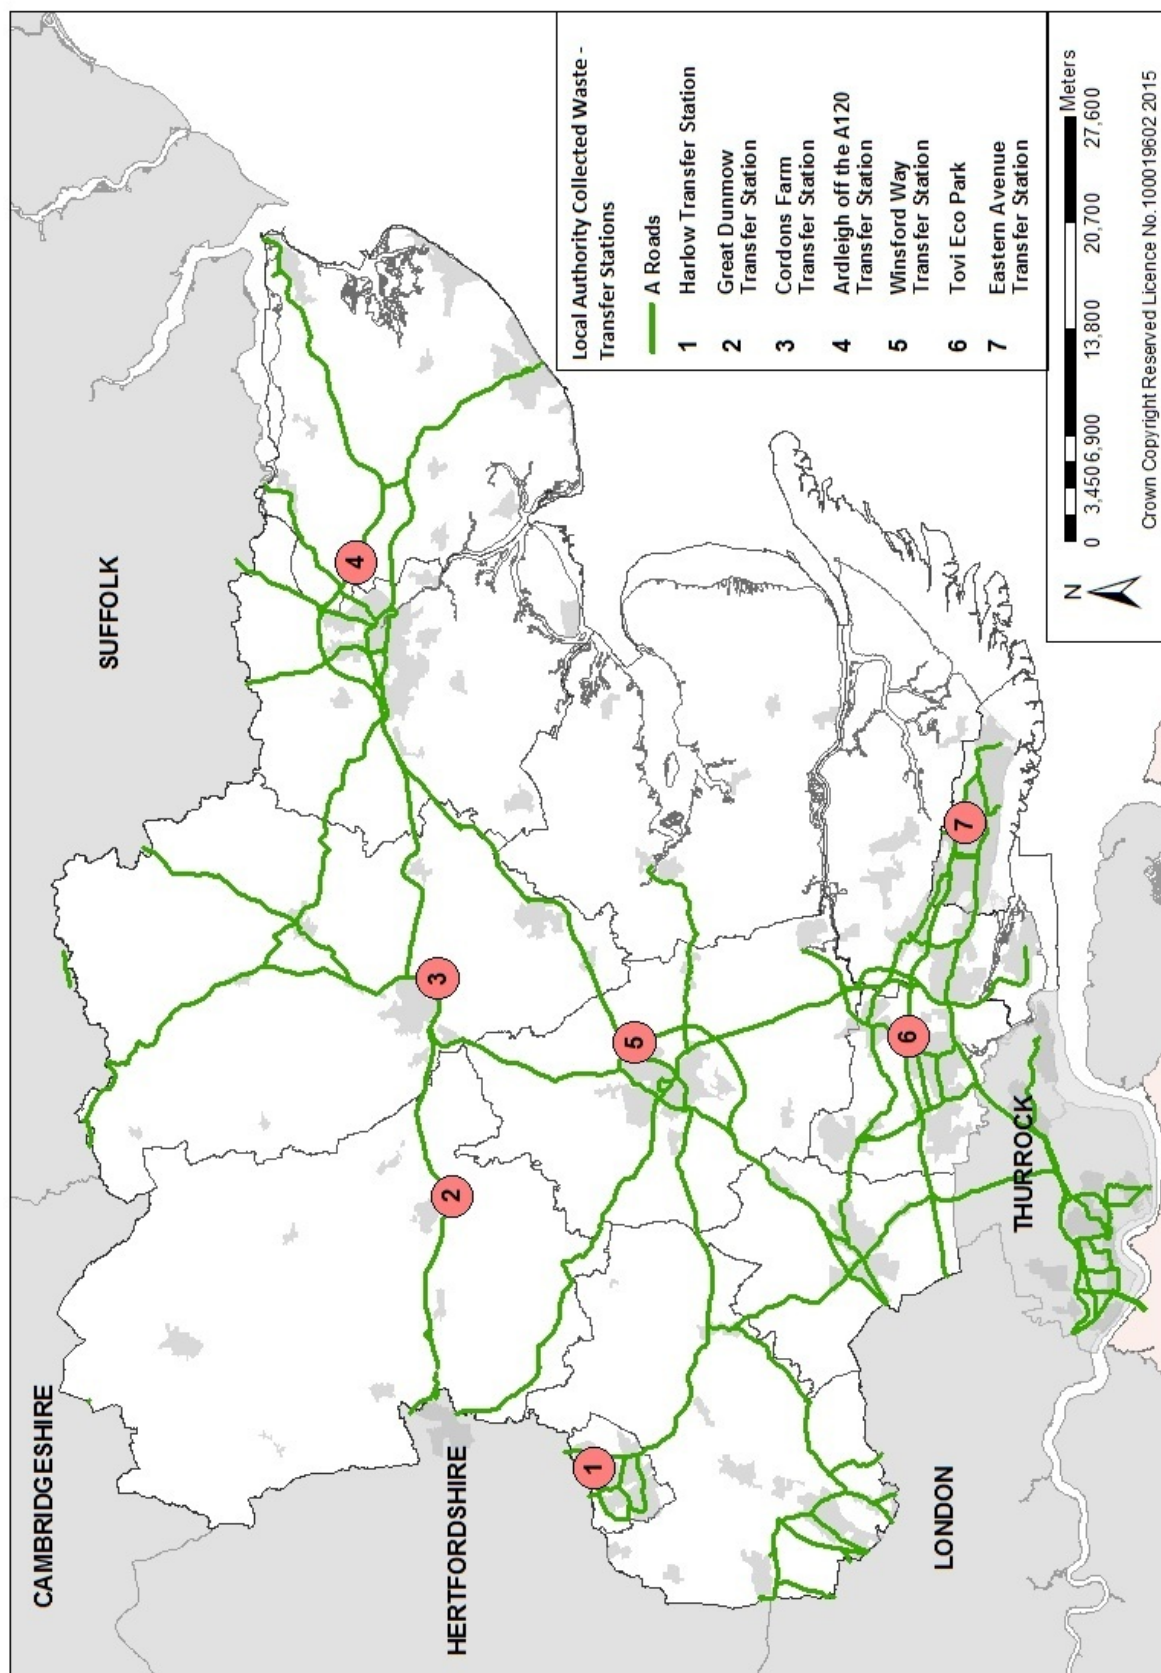 CAMBRIDGESHIRE
SUFFOLK
HERTFORDSHIRE
LONDON
THURROCK
1
2
3
4
5
6
7
Local Authority Collected Waste -
Transfer Stations
A Roads
1 Harlow Transfer Station
2 Great Dunmow
Transfer Station
3 Cordons Farm
Transfer Station
4 Ardleigh off the A120
Transfer Station
5 Winsford Way
Transfer Station
6 Tovi Eco Park
7 Eastern Avenue
Transfer Station
N
0 3,450 6,900 13,800 20,700 27,600
Meters
Crown Copyright Reserved Licence No.100019602 2015